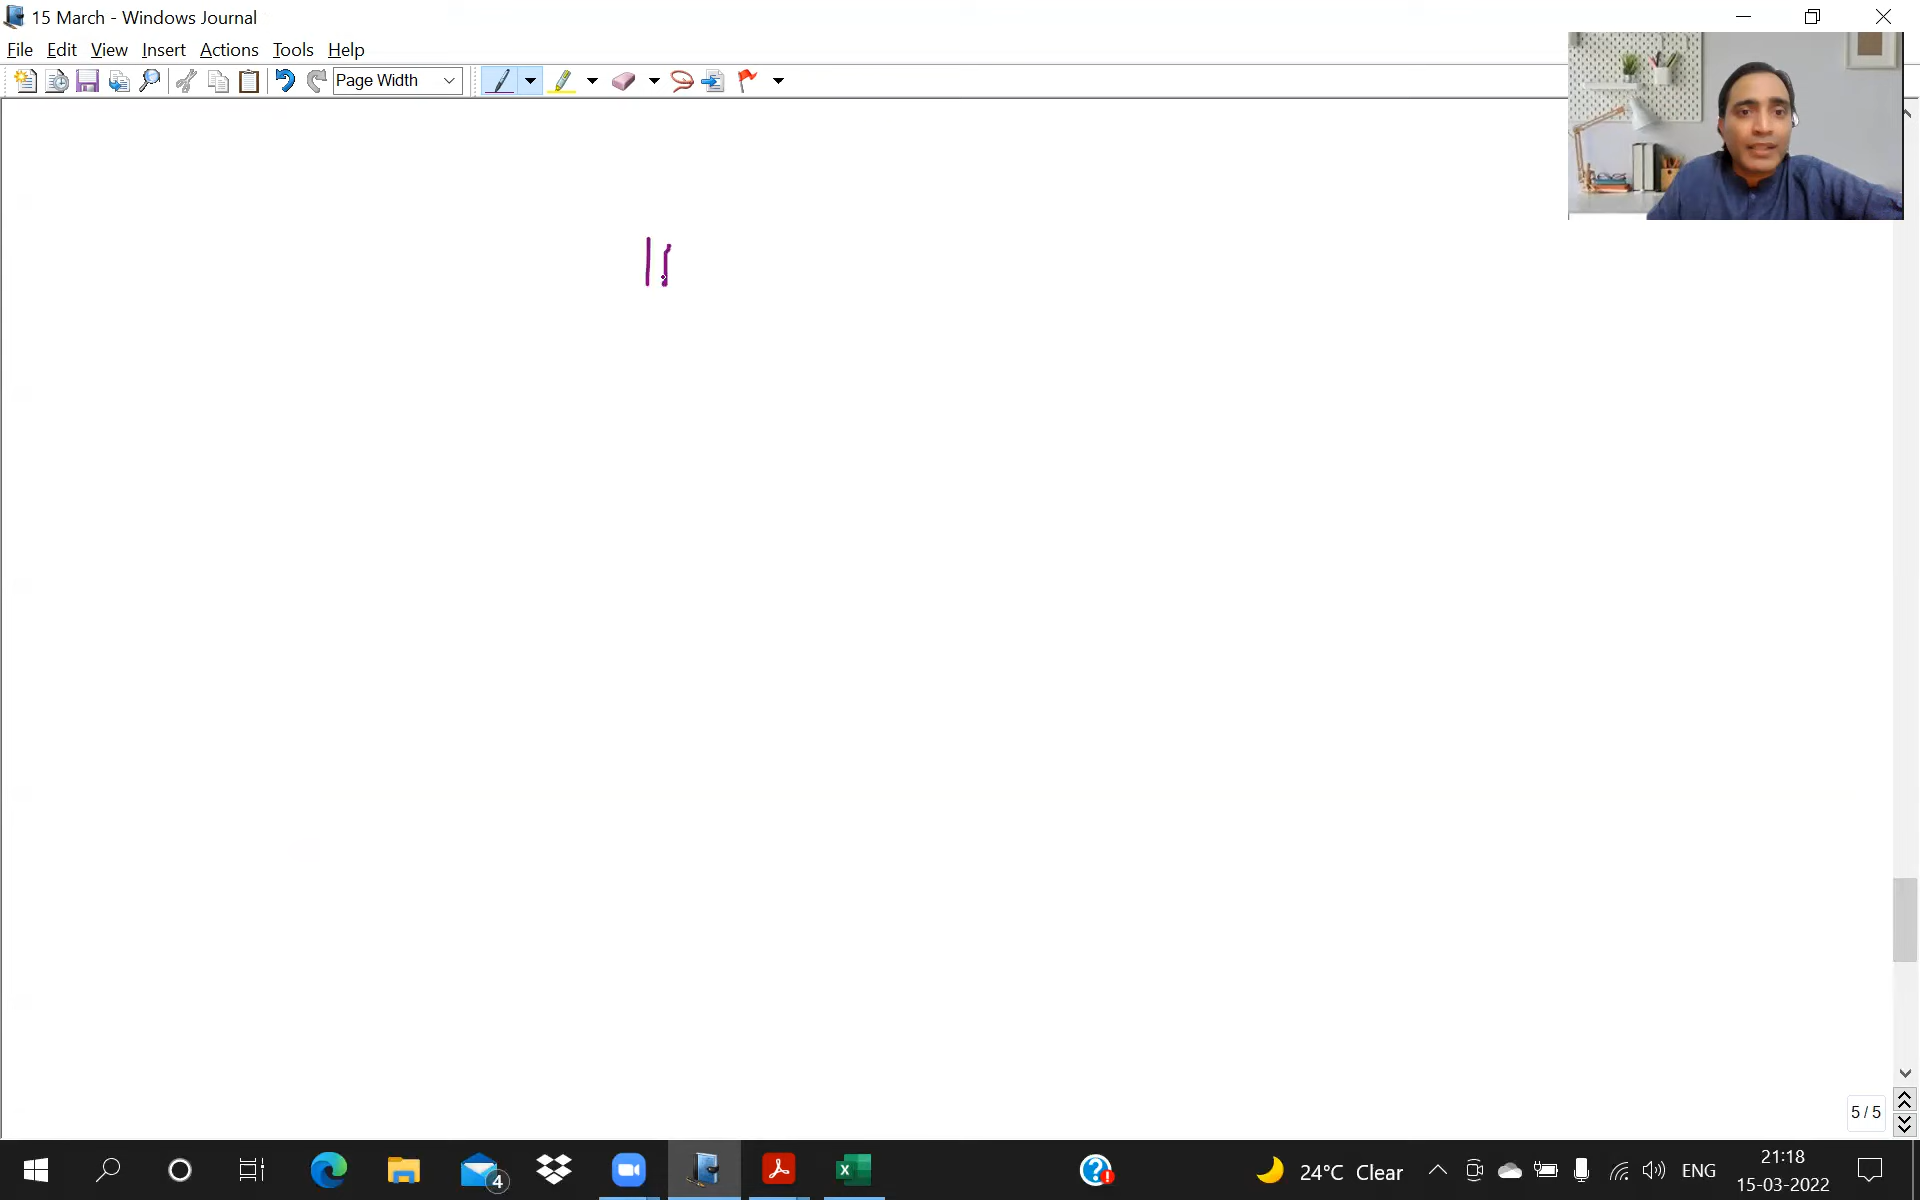 15 March - Windows Journal
File Edit View Insert Actions Tools Help
Page Width
5 / 5
4
24°C Clear
ENG
21:18
15-03-2022